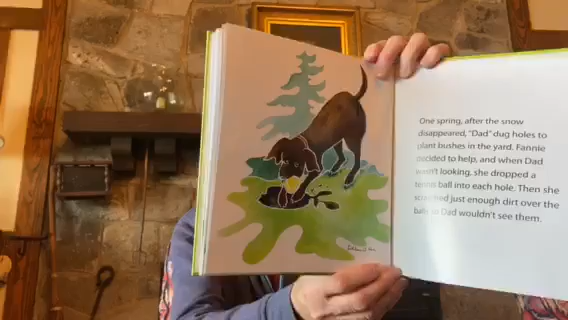 One spring, after the snow
disappeared, "Dad" dug holes to
plant bushes in the yard. Fannie
decided to help, and when Dad
wasn't looking, she dropped a
tennis ball into each hole. Then she
scratched just enough dirt over the
balls so Dad wouldn't see them.